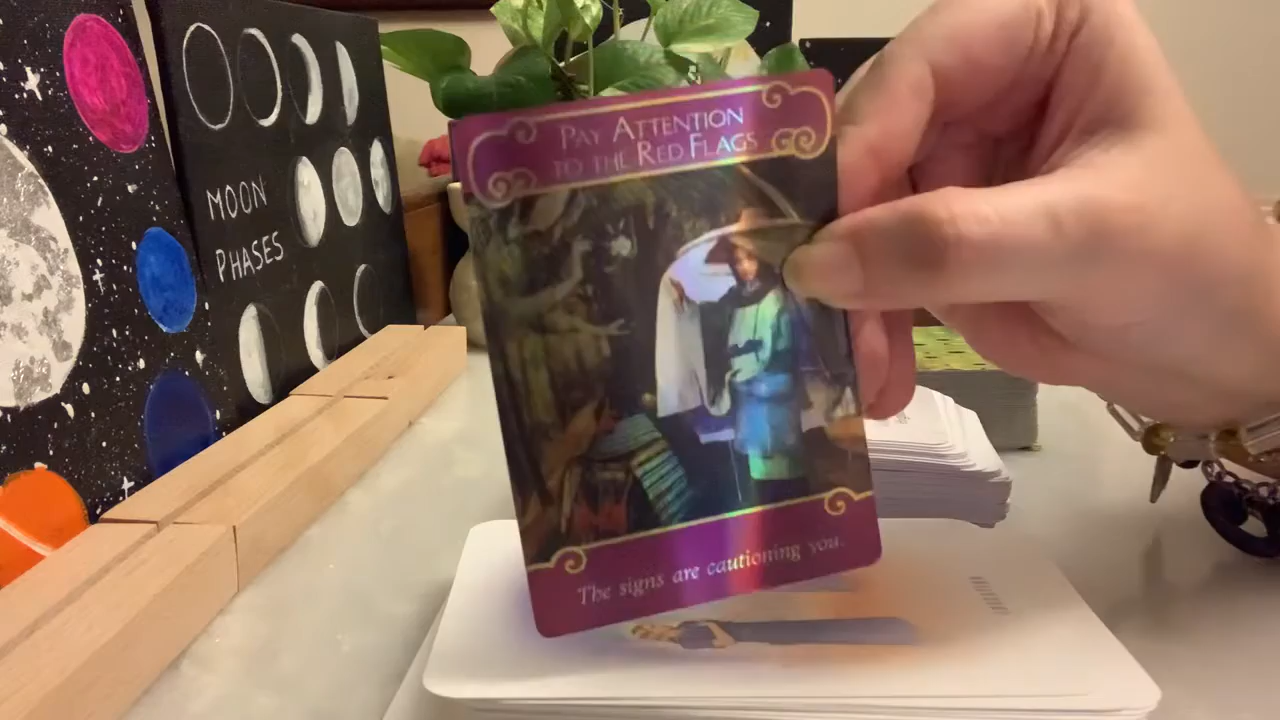 PAY ATTENTION
TO THE RED FLAGS
MOON
PHASES
The signs are cautioning you.